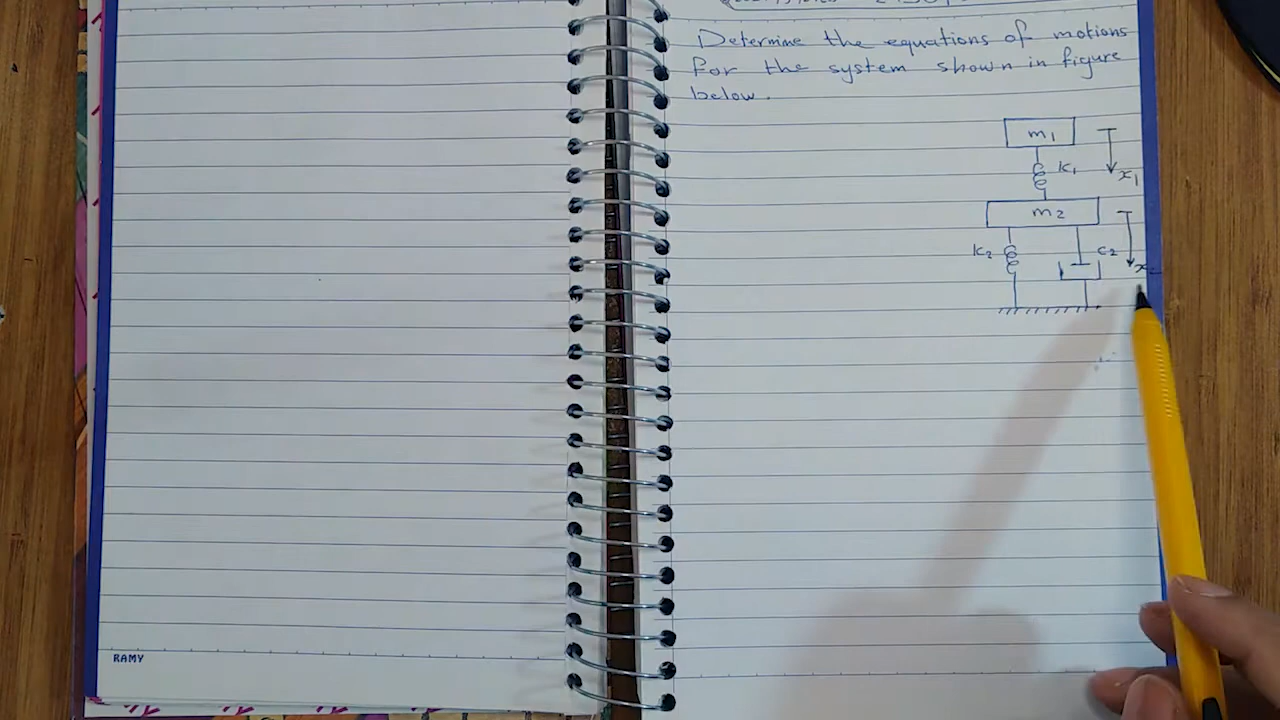 Determine the equations of motions
for the system shown in figure
below.
m1
k1
x1
m2
k2
c2
RAMY